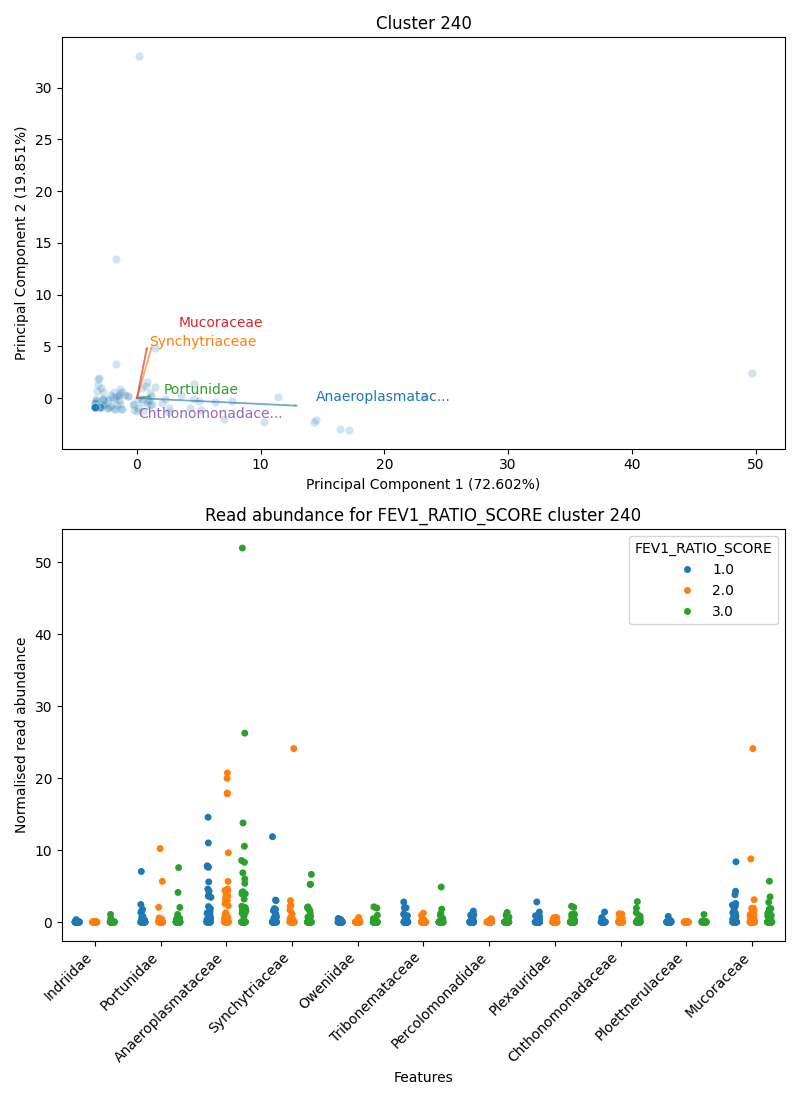 Cluster 240
Principal Component 2 (19.851%)
30
25
20
15
10
5
0
Mucoraceae
Synchytriaceae
Portunidae
Anaeroplasmatac...
Chthonomonadace...
0 10 20 30 40 50
Principal Component 1 (72.602%)
Read abundance for FEV1_RATIO_SCORE cluster 240
Normalised read abundance
50
40
30
20
10
0
FEV1_RATIO_SCORE
1.0
2.0
3.0
Indriidae
Portunidae
Anaeroplasmataceae
Synchytriaceae
Oweniidae
Tribonemataceae
Percolomonadidae
Plexauridae
Chthonomonadaceae
Ploettnerulaceae
Mucoraceae
Features